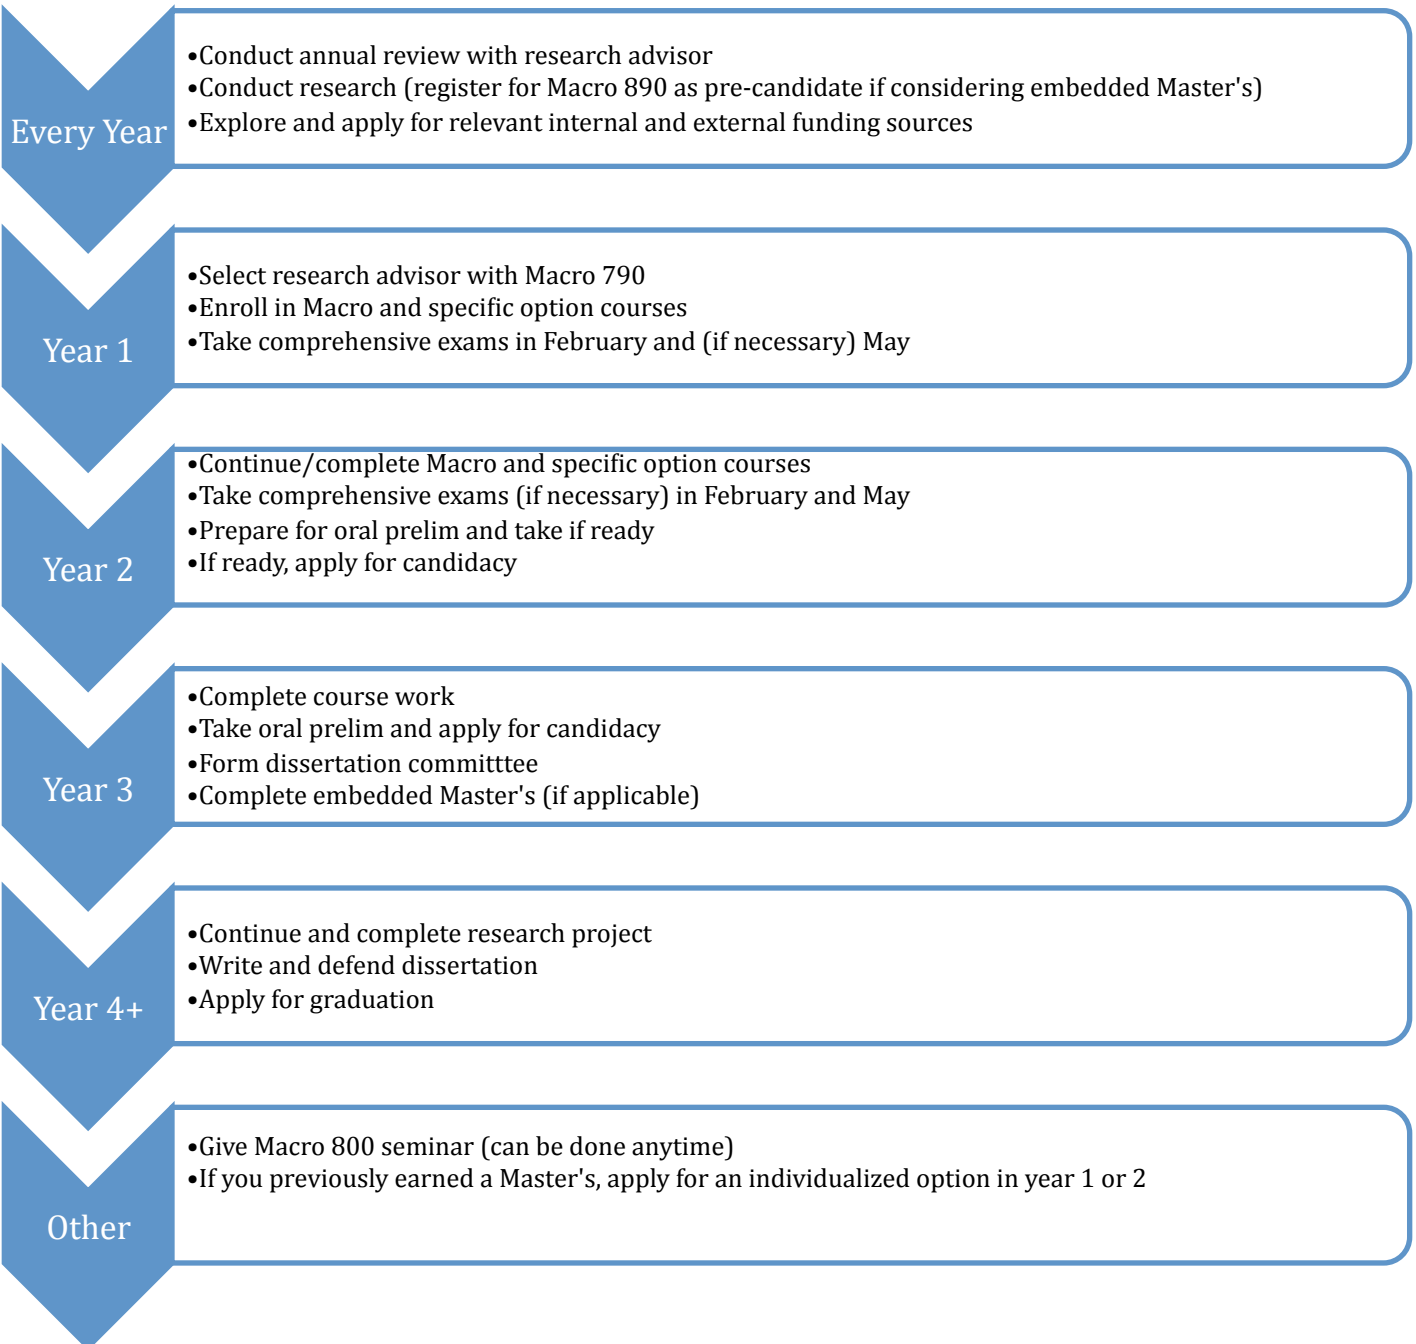 Every Year
•Conduct annual review with research advisor
•Conduct research (register for Macro 890 as pre-candidate if considering embedded Master's)
•Explore and apply for relevant internal and external funding sources
Year 1
•Select research advisor with Macro 790
•Enroll in Macro and specific option courses
•Take comprehensive exams in February and (if necessary) May
Year 2
•Continue/complete Macro and specific option courses
•Take comprehensive exams (if necessary) in February and May
•Prepare for oral prelim and take if ready
•If ready, apply for candidacy
Year 3
•Complete course work
•Take oral prelim and apply for candidacy
•Form dissertation committtee
•Complete embedded Master's (if applicable)
Year 4+
•Continue and complete research project
•Write and defend dissertation
•Apply for graduation
Other
•Give Macro 800 seminar (can be done anytime)
•If you previously earned a Master's, apply for an individualized option in year 1 or 2